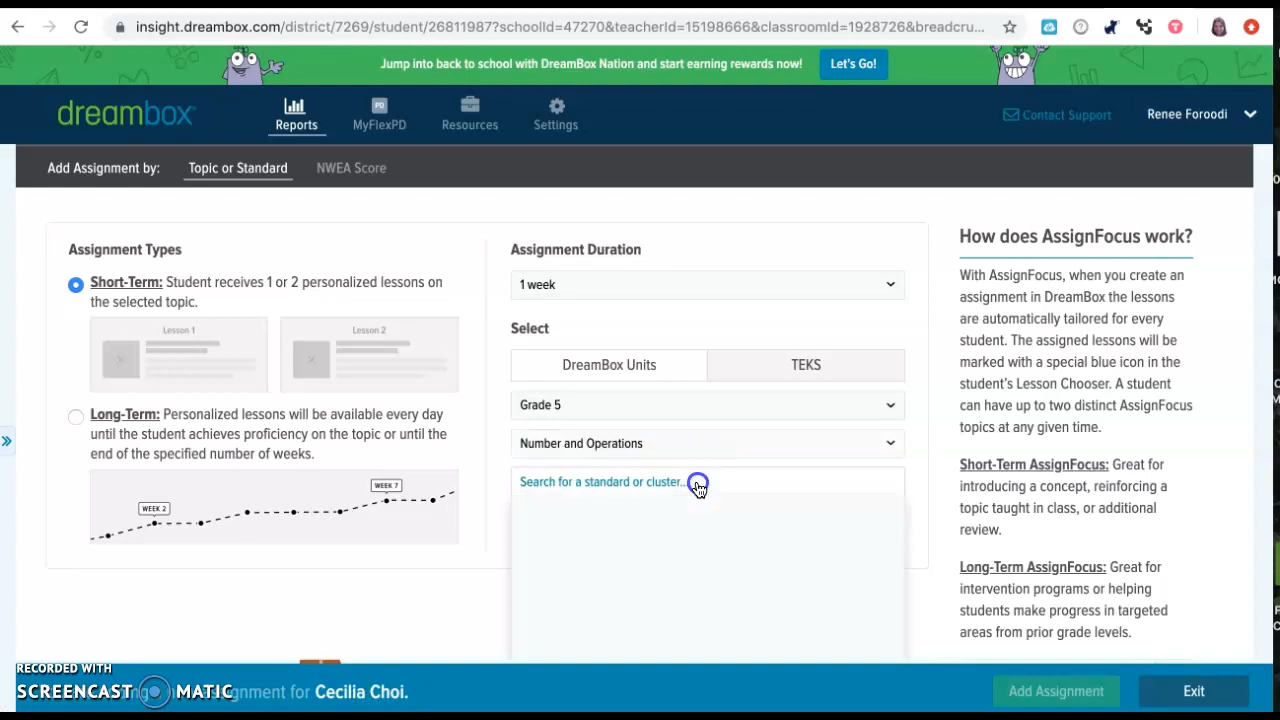 insight.dreambox.com/district/7269/student/26811987?schoolId=47270&teacherId=15198666&classroomId=1928726&breadcru...
Jump into back to school with DreamBox Nation and start earning rewards now!
Let's Go!
dreambox
Reports
PD
MyFlexPD
Resources
Settings
Contact Support
Renee Foroodi
Add Assignment by:
Topic or Standard
NWEA Score
Assignment Types
Short-Term: Student receives 1 or 2 personalized lessons on
the selected topic.
Lesson 1
Lesson 2
Long-Term: Personalized lessons will be available every day
until the student achieves proficiency on the topic or until the
end of the specified number of weeks.
WEEK 2
WEEK 7
Assignment Duration
1 week
Select
DreamBox Units
TEKS
Grade 5
Number and Operations
Search for a standard or cluster...
How does AssignFocus work?
With AssignFocus, when you create an
assignment in DreamBox the lessons
are automatically tailored for every
student. The assigned lessons will be
marked with a special blue icon in the
student's Lesson Chooser. A student
can have up to two distinct AssignFocus
topics at any given time.
Short-Term AssignFocus: Great for
introducing a concept, reinforcing a
topic taught in class, or additional
review.
Long-Term AssignFocus: Great for
intervention programs or helping
students make progress in targeted
areas from prior grade levels.
RECORDED WITH
SCREENCAST MATIC
for Cecilia Choi.
Add Assignment
Exit